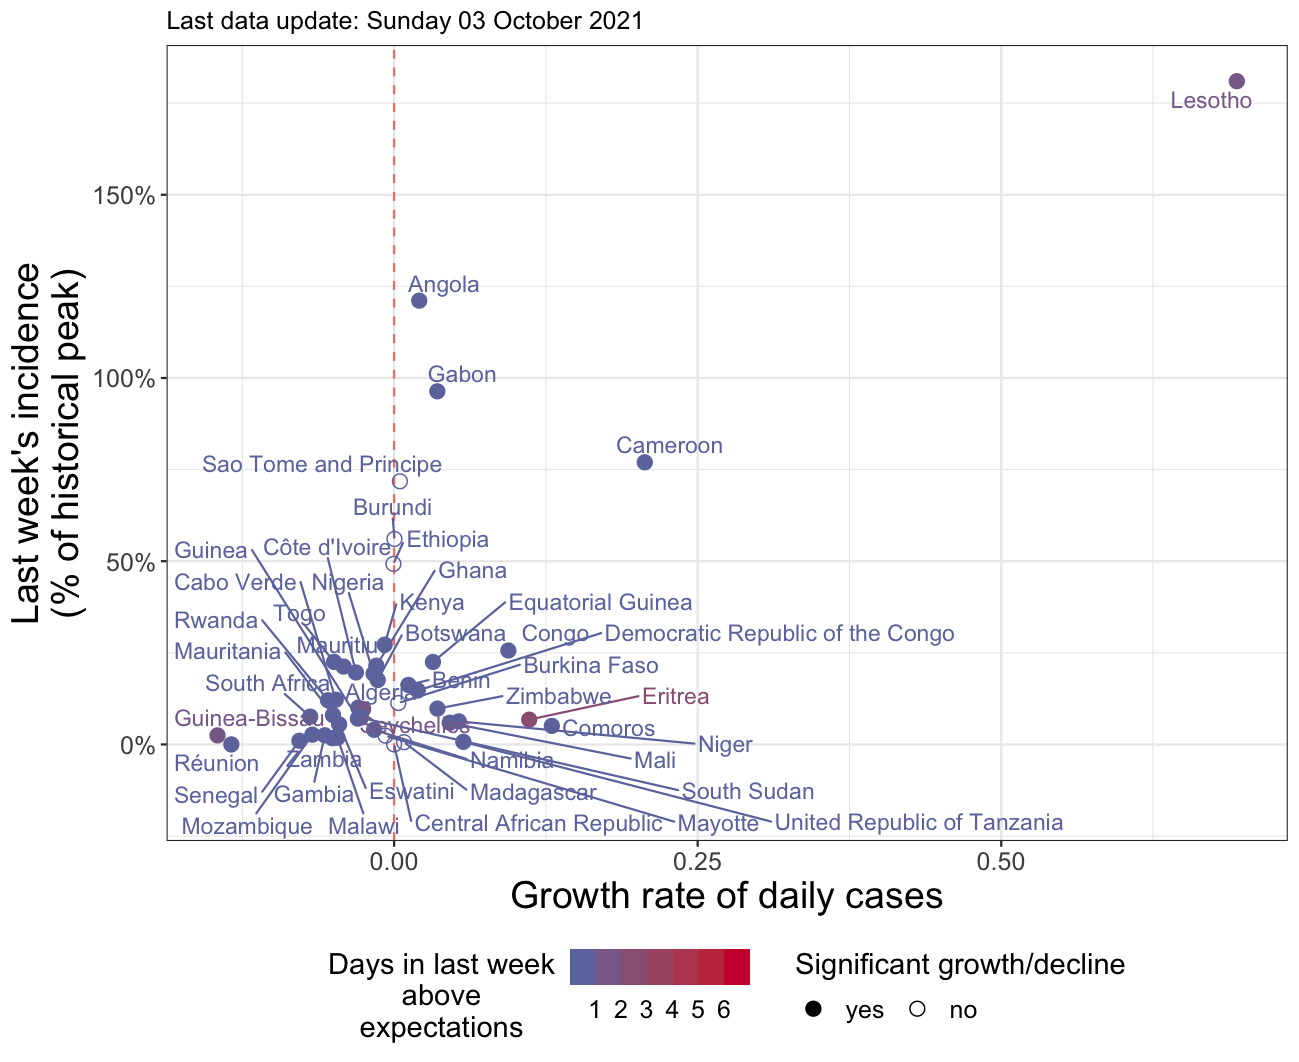 Last data update: Sunday 03 October 2021
Last week's incidence
(% of historical peak)
150%
100%
50%
0%
Lesotho
Angola
Gabon
Cameroon
Sao Tome and Principe
Burundi
Guinea
Côte d'Ivoire
Ethiopia
Cabo Verde
Nigeria
Ghana
Kenya
Equatorial Guinea
Rwanda
Togo
Mauritania
Botswana
Congo
Democratic Republic of the Congo
Burkina Faso
South Africa
Algeria
Benin
Zimbabwe
Eritrea
Guinea-Bissau
Seychelles
Comoros
Niger
Réunion
Zambia
Namibia
Mali
Senegal
Gambia
Eswatini
Madagascar
South Sudan
Mozambique
Malawi
Central African Republic
Mayotte
United Republic of Tanzania
0.00
0.25
0.50
Growth rate of daily cases
Days in last week
above
expectations
1 2 3 4 5 6
Significant growth/decline
yes
no